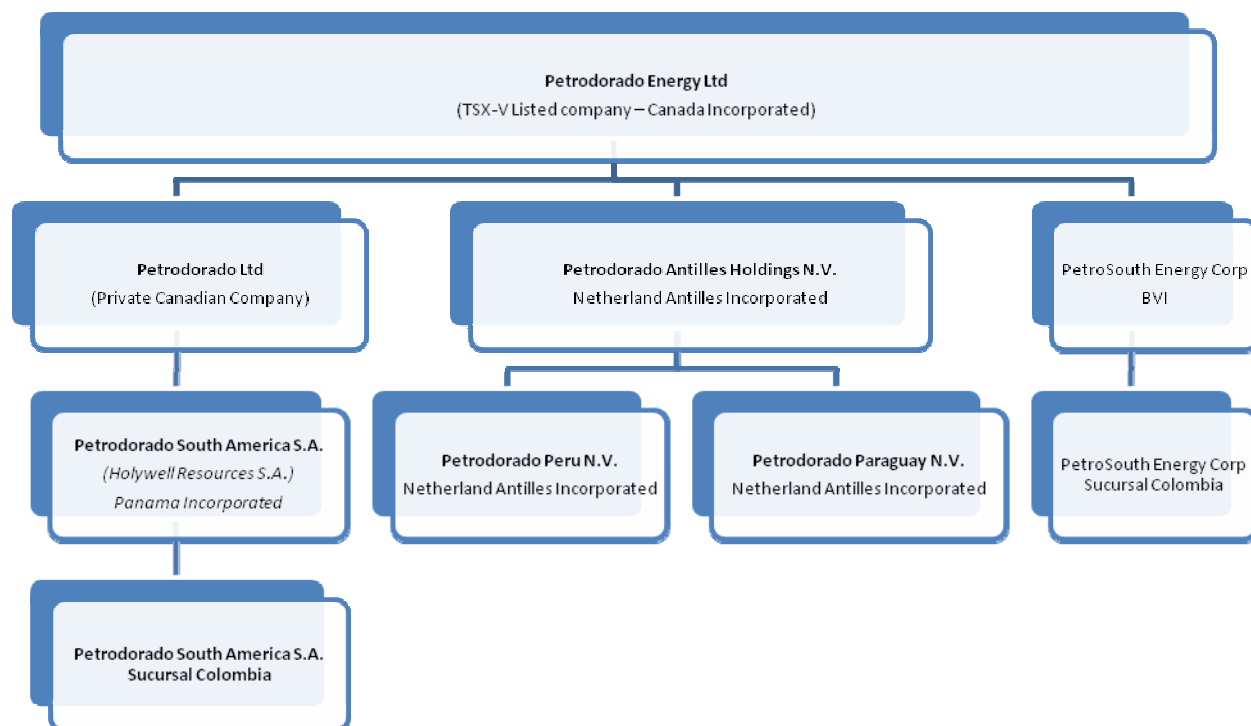 Petrodorado Energy Ltd
(TSX-V Listed company – Canada Incorporated)
Petrodorado Ltd
(Private Canadian Company)
Petrodorado Antilles Holdings N.V.
Netherland Antilles Incorporated
PetroSouth Energy Corp
BVI
Petrodorado South America S.A.
(Holywell Resources S.A.)
Panama Incorporated
Petrodorado Peru N.V.
Netherland Antilles Incorporated
Petrodorado Paraguay N.V.
Netherland Antilles Incorporated
PetroSouth Energy Corp
Sucursal Colombia
Petrodorado South America S.A.
Sucursal Colombia